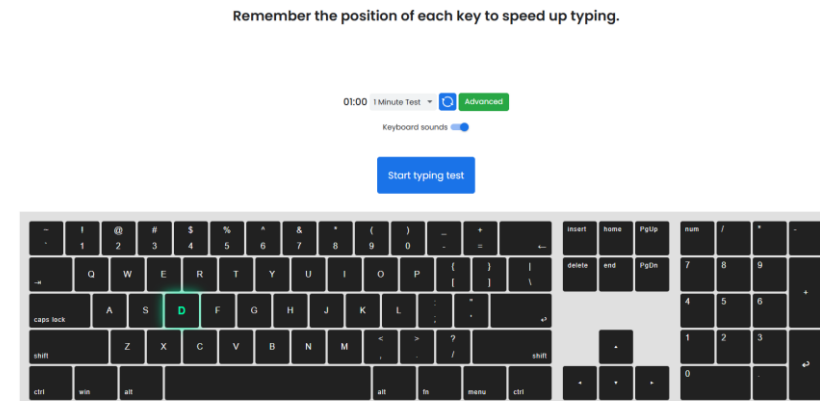 Remember the position of each key to speed up typing.
01:00 1 Minute Test Advanced
Keyboard sounds
Start typing test
~ ! @ # $ % ^ & * ( ) _ + insert home PgUp num / * -
` 1 2 3 4 5 6 7 8 9 0 - = ←
Q W E R T Y U I O P { } | delete end PgDn 7 8 9
⇥ [ ] \ +
A S D F G H J K L : " 4 5 6
caps lock ; ' ↵
Z X C V B N M < > ? 1 2 3
shift , . / shift ↵
ctrl win alt alt fn menu ctrl 0 .